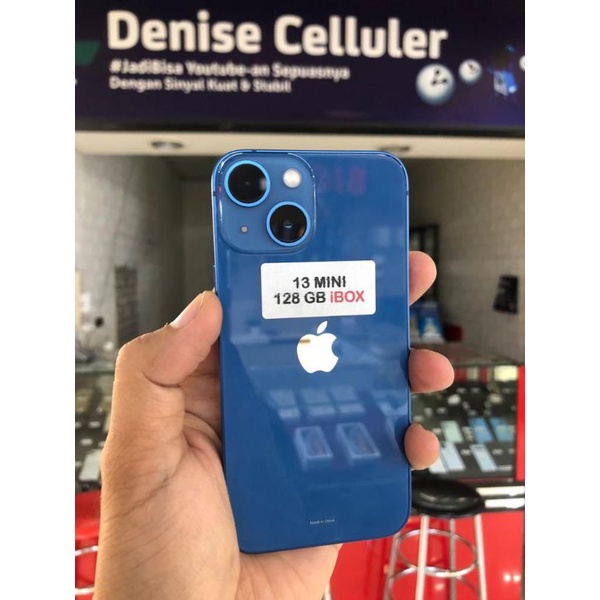 Denise Celluler
#JadiBisa Youtube-an Sepuasnya
Dengan Sinyal Kuat & Stabil
13 MINI
128 GB iBOX